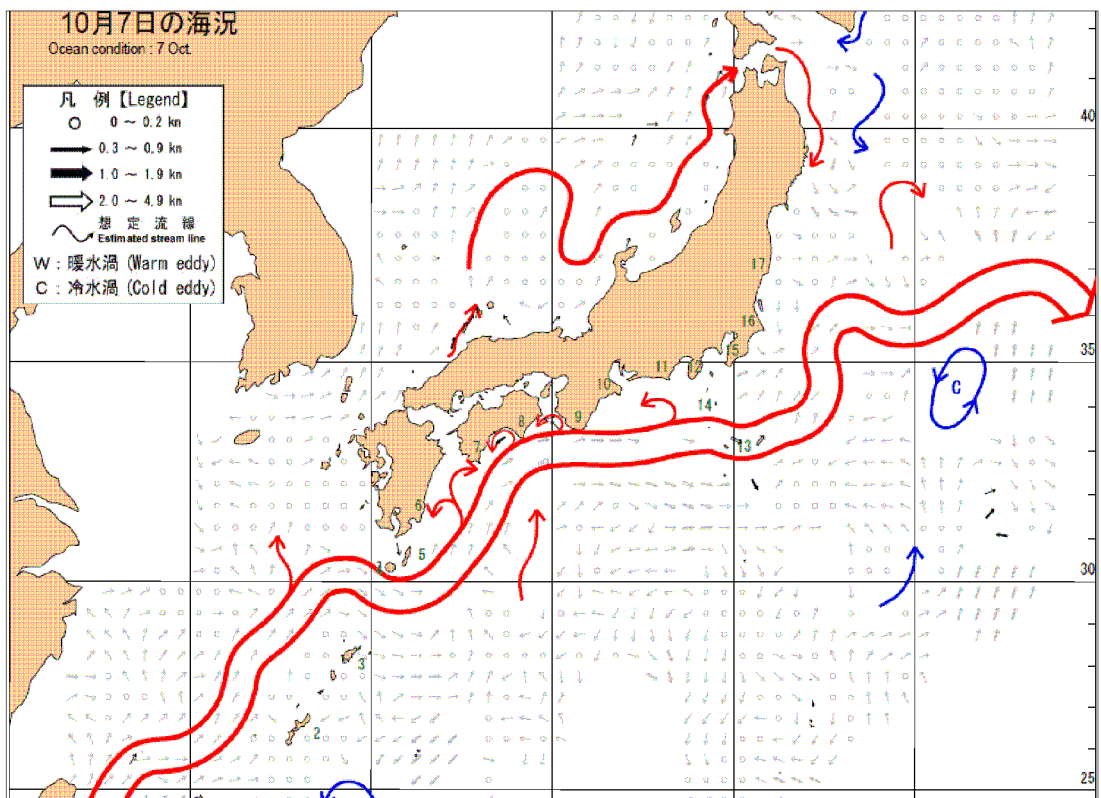 10月7日の海況
Ocean condition : 7 Oct.
凡 例【Legend】
0 ～ 0.2 kn
0.3 ～ 0.9 kn
1.0 ～ 1.9 kn
2.0 ～ 4.9 kn
想 定 流 線
Estimated stream line
W : 暖水渦 (Warm eddy)
C : 冷水渦 (Cold eddy)
40
17
16
35
15
12
11
10
C
14
9
8
7
13
6
5
30
3
2
25